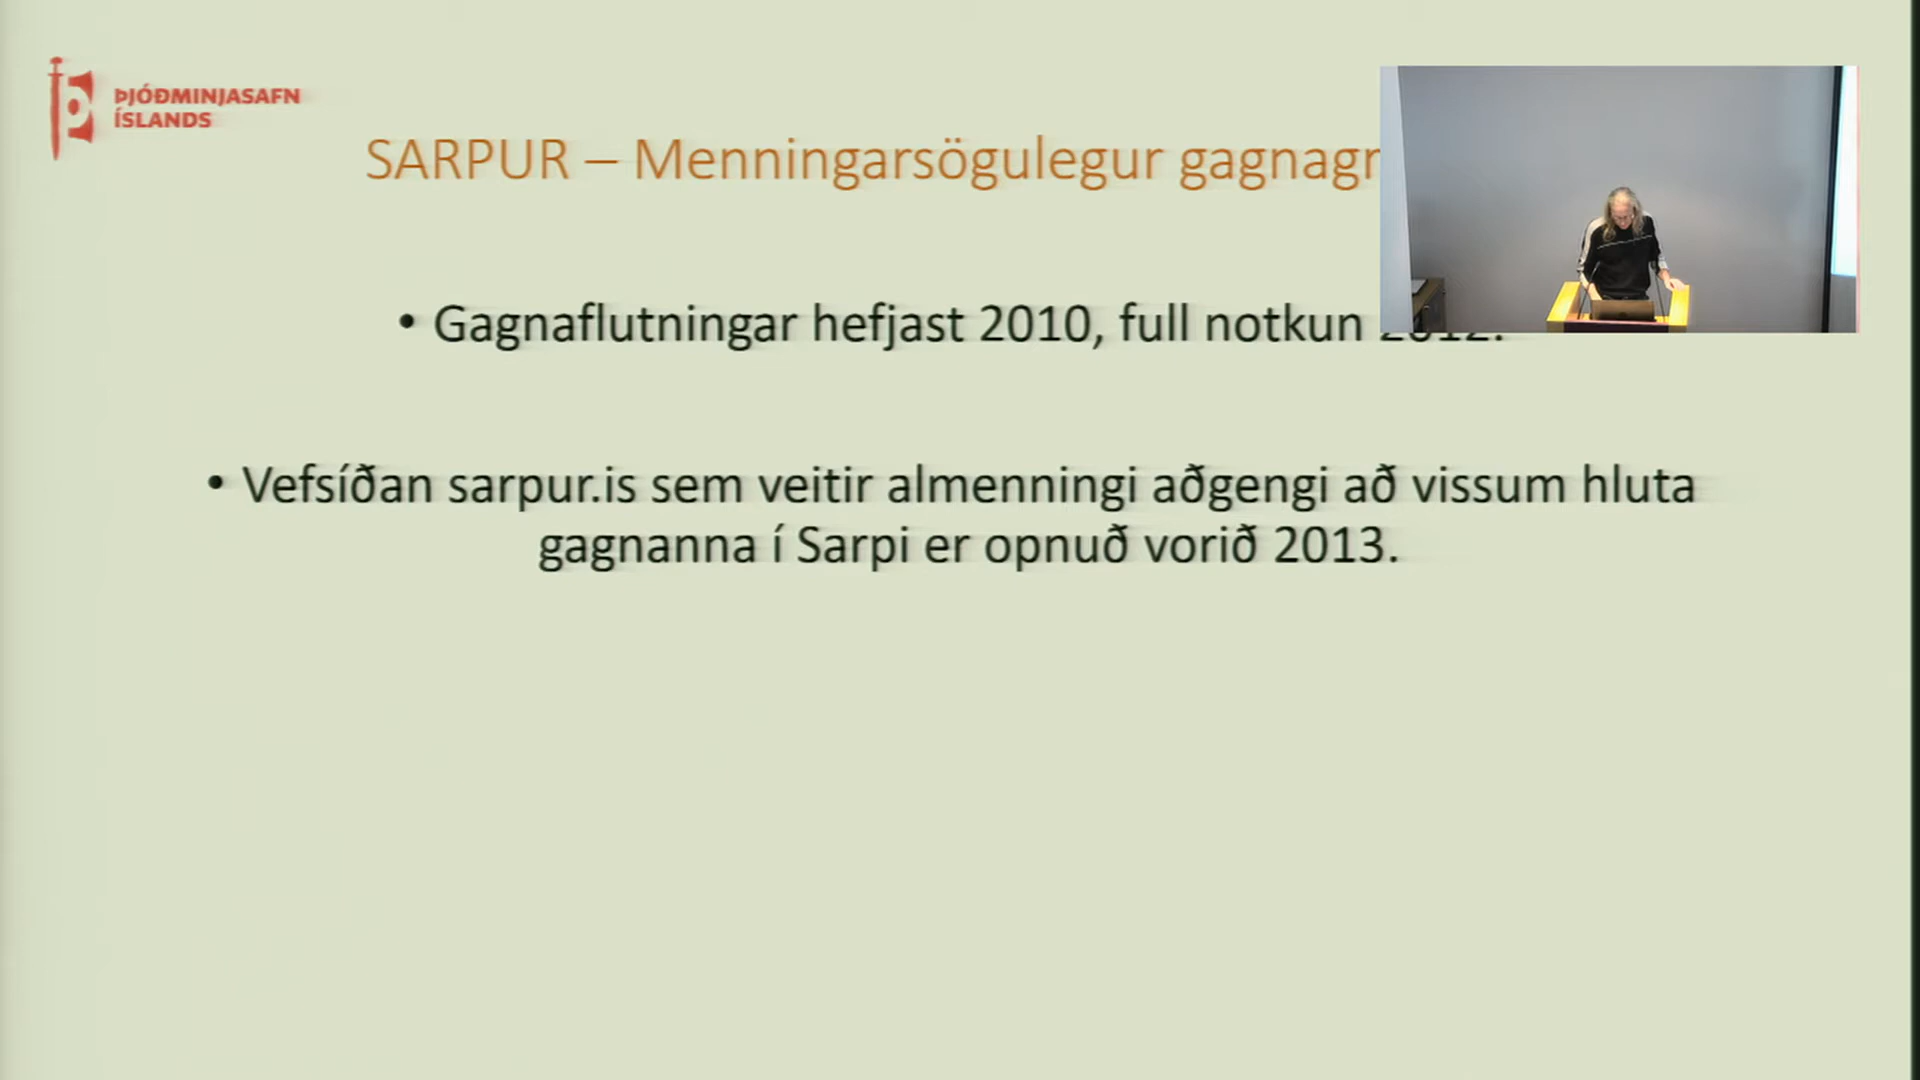 ÞJÓÐMINJASAFN
ÍSLANDS
SARPUR – Menningarsögulegur
• Gagnaflutningar hefjast 2010, full notkun 2012.
• Vefsíðan sarpur.is sem veitir almenningi aðgengi að vissum hluta
gagnanna í Sarpi er opnuð vorið 2013.